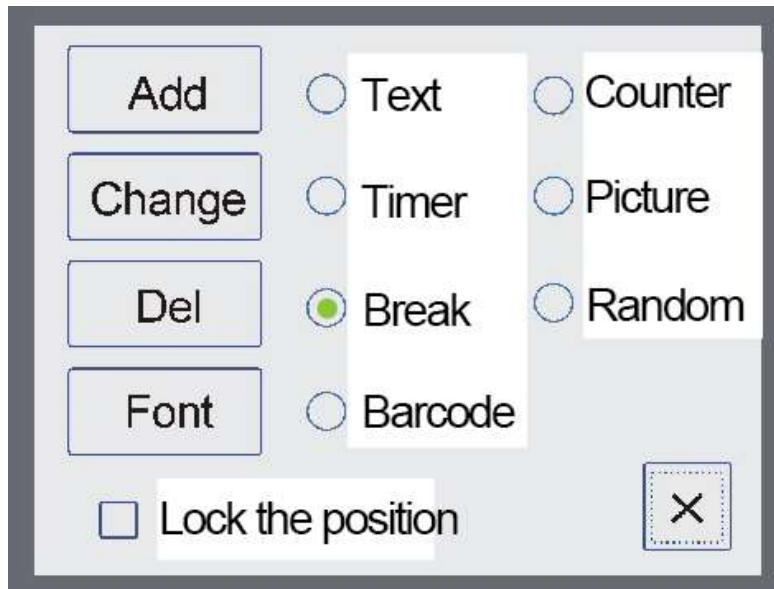 Add Text Counter
Change Timer Picture
Del Break Random
Font Barcode
Lock the position
×